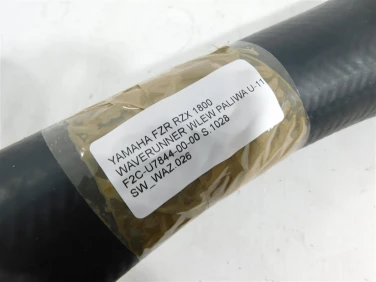 YAMAHA FZR RZX 1800
WAVERUNNER WLEW PALIWA U-11
F2C-U7844-00-00 S.1028
SW_WAZ.026